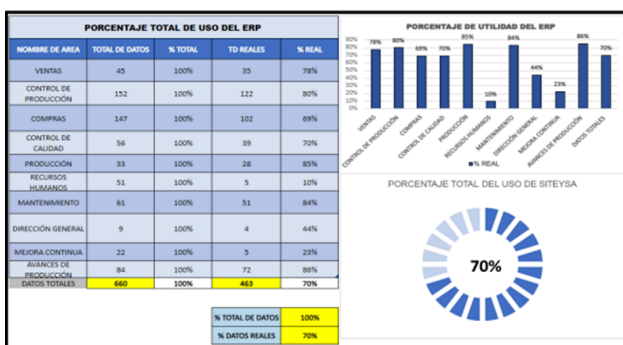 PORCENTAJE TOTAL DE USO DEL ERP
NOMBRE DE AREA TOTAL DE DATOS % TOTAL TD REALES % REAL
VENTAS 45 100% 35 78%
CONTROL DE PRODUCCIÓN 152 100% 122 80%
COMPRAS 147 100% 102 69%
CONTROL DE CALIDAD 56 100% 39 70%
PRODUCCIÓN 33 100% 28 85%
RECURSOS HUMANOS 51 100% 5 10%
MANTENIMIENTO 61 100% 51 84%
DIRECCIÓN GENERAL 9 100% 4 44%
MEJORA CONTINUA 22 100% 5 23%
AVANCES DE PRODUCCIÓN 84 100% 72 86%
DATOS TOTALES 660 100% 463 70%
% TOTAL DE DATOS 100%
% DATOS REALES 70%
PORCENTAJE DE UTILIDAD DEL ERP
90%
80%
70%
60%
50%
40%
30%
20%
10%
0%
78% 80% 69% 70% 85% 10% 84% 44% 23% 86% 70%
VENTAS
CONTROL DE PRODUCCIÓN
COMPRAS
CONTROL DE CALIDAD
PRODUCCIÓN
RECURSOS HUMANOS
MANTENIMIENTO
DIRECCIÓN GENERAL
MEJORA CONTINUA
AVANCES DE PRODUCCIÓN
DATOS TOTALES
% REAL
PORCENTAJE TOTAL DEL USO DE SITEYSA
70%